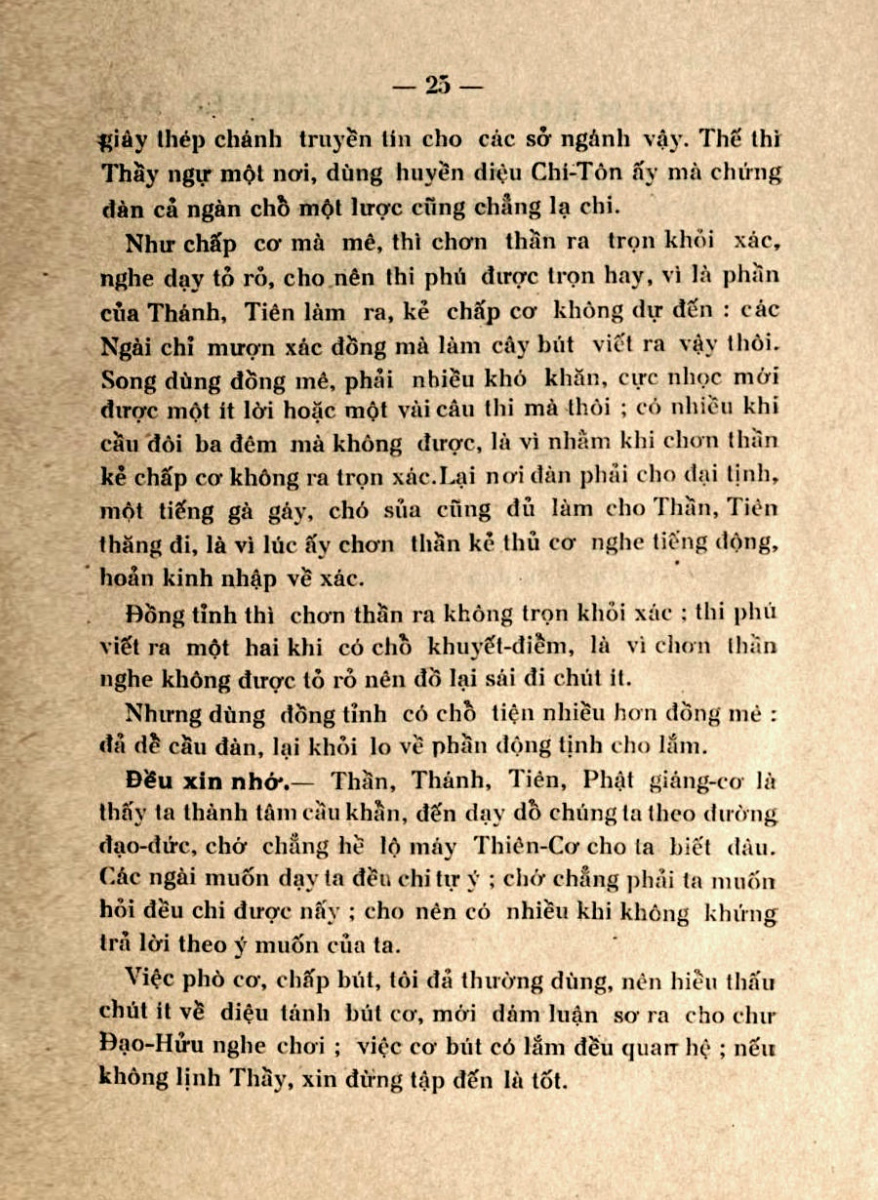 — 25 —
giây thép chánh truyền tin cho các sở ngánh vậy. Thế thì
Thầy ngự một nơi, dùng huyền diệu Chí-Tôn ấy mà chứng
đàn cả ngàn chỗ một lược cũng chẳng lạ chi.
Như chấp cơ mà mê, thì chơn thần ra trọn khỏi xác,
nghe dạy tỏ rỏ, cho nên thi phú được trọn hay, vì là phần
của Thánh, Tiên làm ra, kẻ chấp cơ không dự đến : các
Ngài chỉ mượn xác đồng mà làm cây bút viết ra vậy thôi.
Song dùng đồng mê, phải nhiều khó khăn, cực nhọc mới
được một ít lời hoặc một vài câu thi mà thôi ; có nhiều khi
cầu đôi ba đêm mà không được, là vì nhằm khi chơn thần
kẻ chấp cơ không ra trọn xác.Lại nơi đàn phải cho đại tịnh,
một tiếng gà gáy, chó sủa cũng đủ làm cho Thần, Tiên
thăng đi, là vì lúc ấy chơn thần kẻ thủ cơ nghe tiếng động,
hoản kinh nhập về xác.
Đồng tỉnh thì chơn thần ra không trọn khỏi xác ; thi phú
viết ra một hai khi có chỗ khuyết-điểm, là vì chơn thần
nghe không được tỏ rỏ nên đồ lại sái đi chút ít.
Nhưng dùng đồng tỉnh có chỗ tiện nhiều hơn đồng mê :
đả dễ cầu đàn, lại khỏi lo về phần động tịnh cho lắm.
Đều xin nhớ.— Thần, Thánh, Tiên, Phật giáng-cơ là
thấy ta thành tâm cầu khẩn, đến dạy dỗ chúng ta theo đường
đạo-đức, chớ chẳng hề lộ máy Thiên-Cơ cho ta biết đâu.
Các ngài muốn dạy ta đều chi tự ý ; chớ chẳng phải ta muốn
hỏi đều chi được nấy ; cho nên có nhiều khi không khứng
trả lời theo ý muốn của ta.
Việc phò cơ, chấp bút, tôi đả thường dùng, nên hiểu thấu
chút ít về diệu tánh bút cơ, mới dám luận sơ ra cho chư
Đạo-Hửu nghe chơi ; việc cơ bút có lắm đều quan hệ ; nếu
không lịnh Thầy, xin đừng tập đến là tốt.